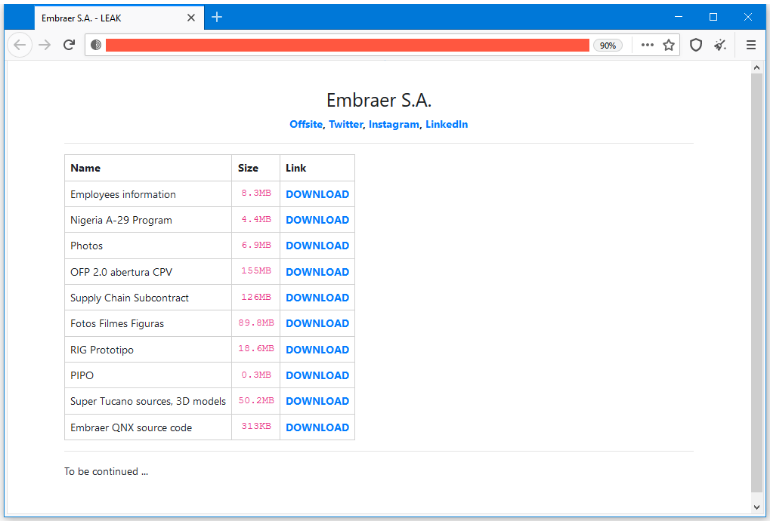 Embraer S.A. - LEAK
90%
Embraer S.A.
Offsite, Twitter, Instagram, LinkedIn
Name Size Link
Employees information 8.3MB DOWNLOAD
Nigeria A-29 Program 4.4MB DOWNLOAD
Photos 6.9MB DOWNLOAD
OFP 2.0 abertura CPV 155MB DOWNLOAD
Supply Chain Subcontract 126MB DOWNLOAD
Fotos Filmes Figuras 89.8MB DOWNLOAD
RIG Prototipo 18.6MB DOWNLOAD
PIPO 0.3MB DOWNLOAD
Super Tucano sources, 3D models 50.2MB DOWNLOAD
Embraer QNX source code 313KB DOWNLOAD
To be continued ...